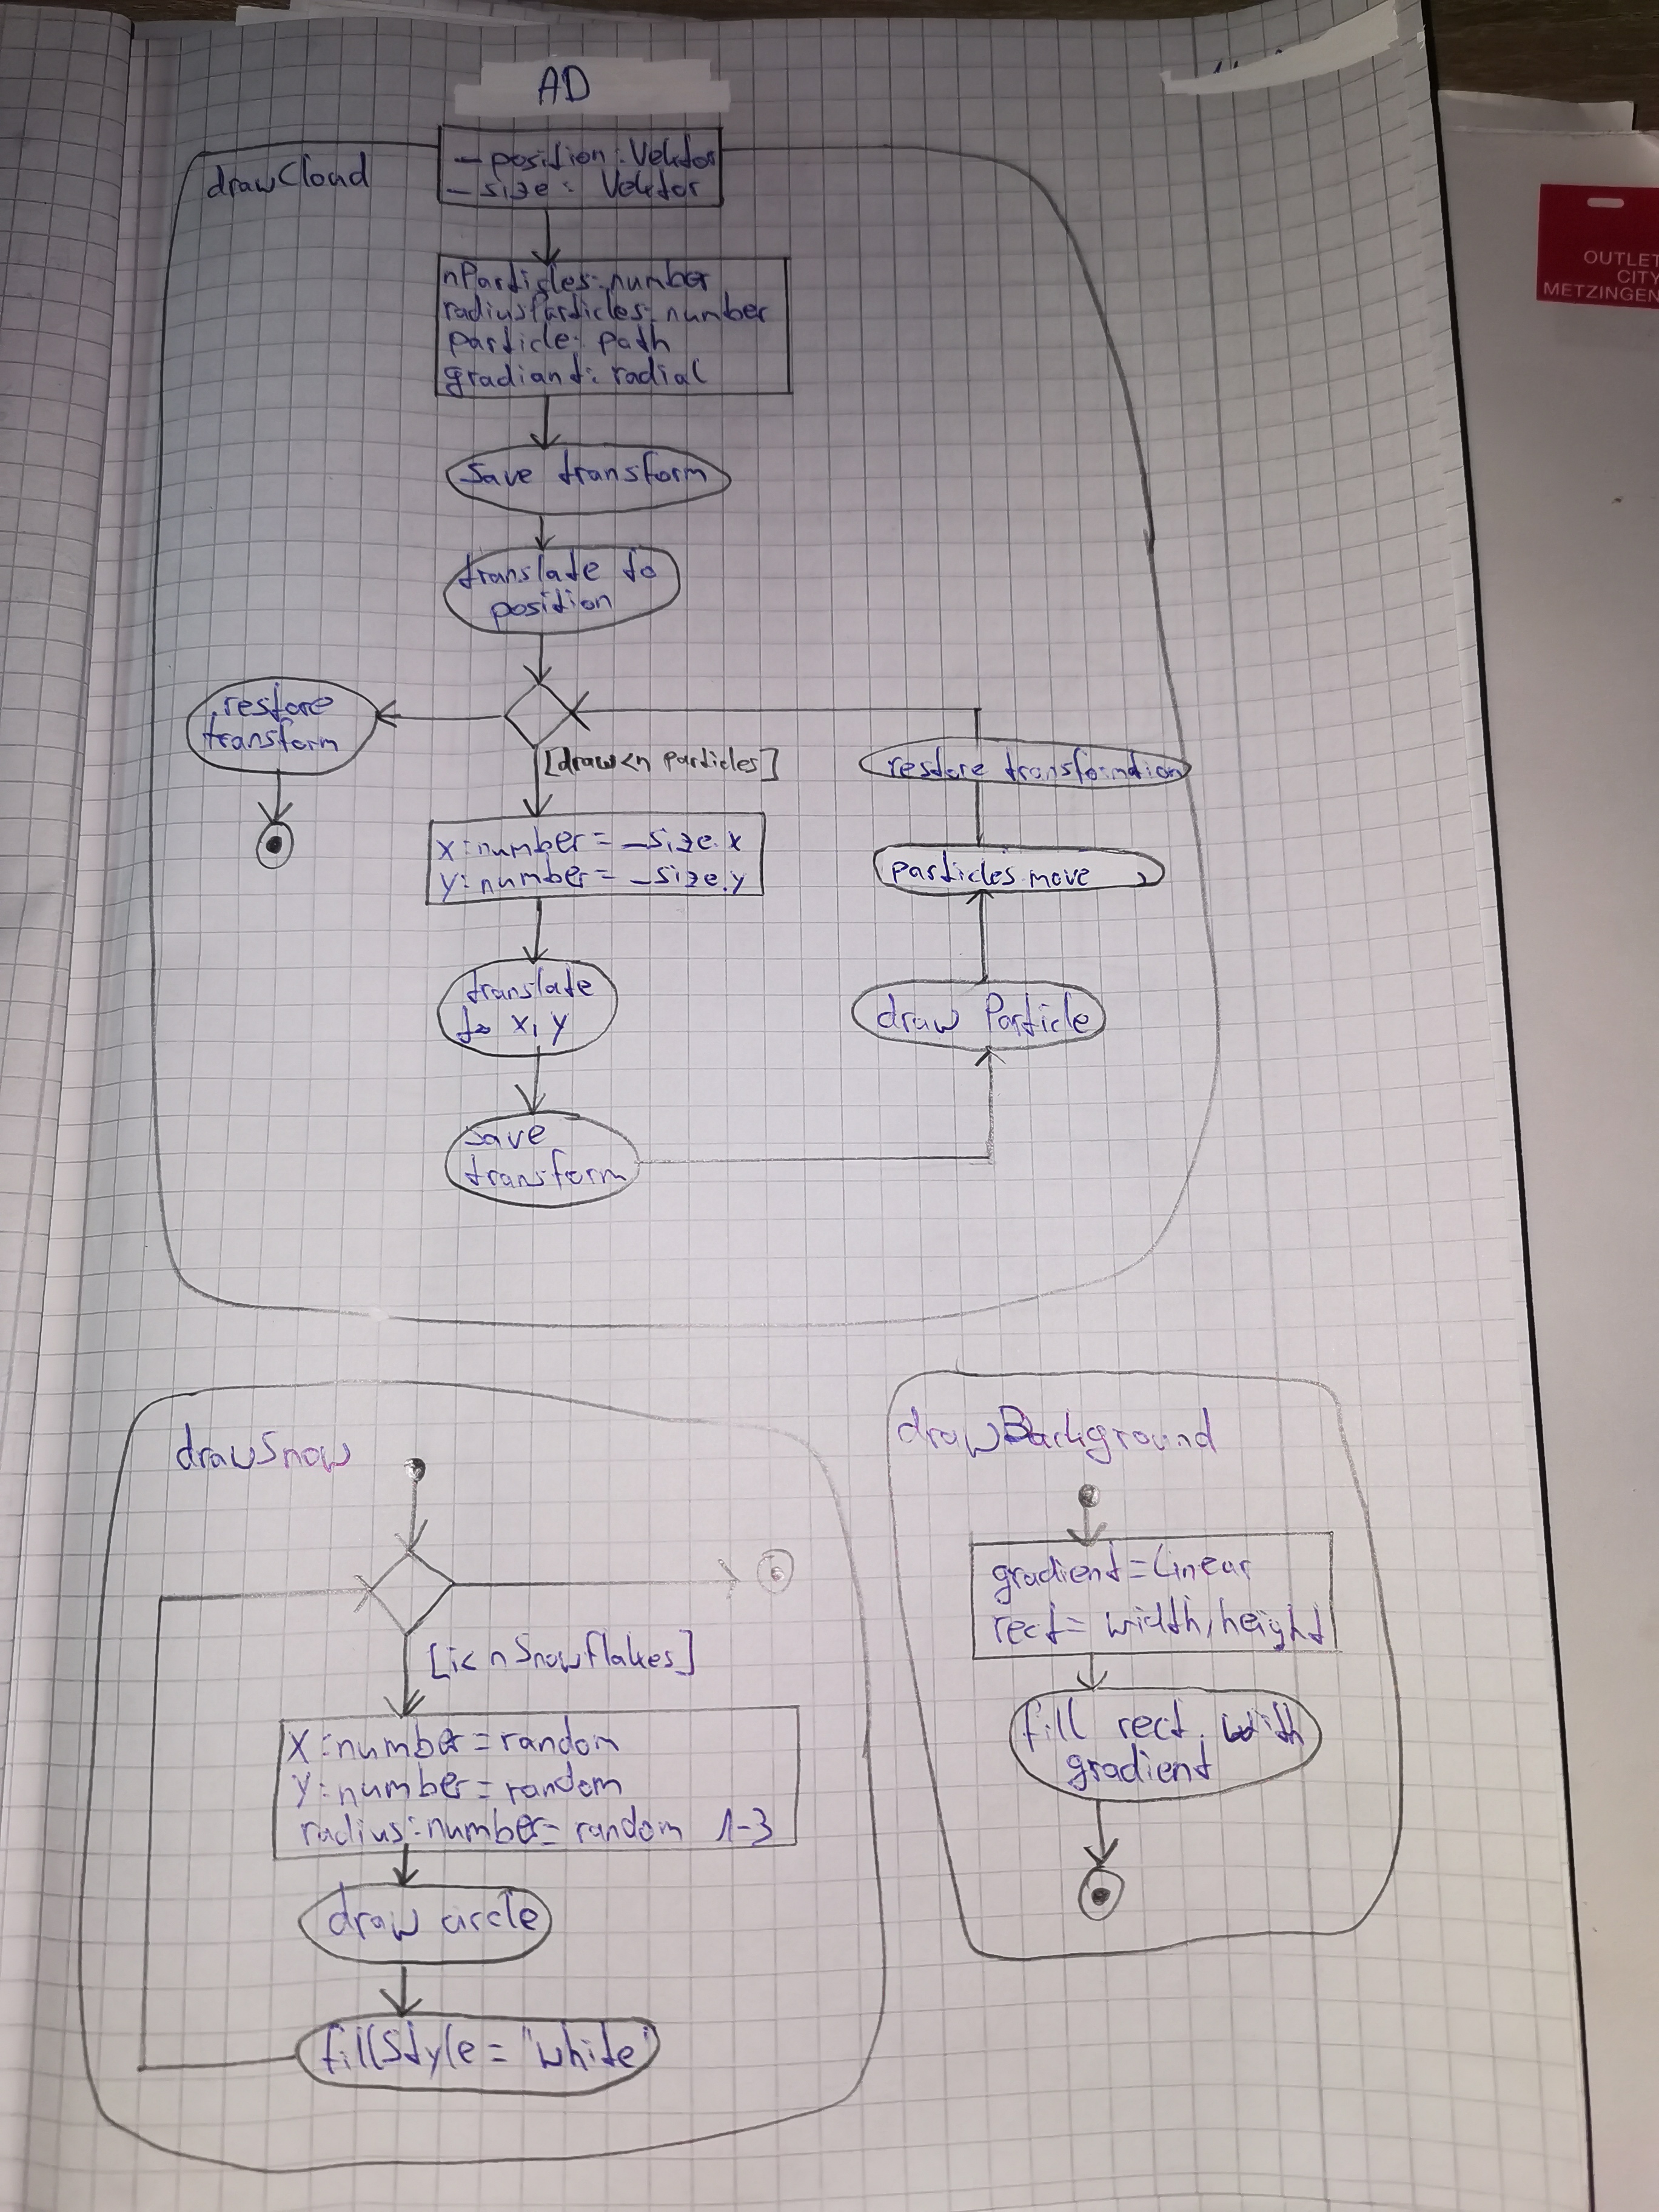 AD
drawCloud
_position: Vektor
_size: Vektor
nParticles: number
radiusParticles: number
particle: path
gradiant: radial
Save transform
translate to
position
restore
transform
[draw<n particles]
restore transformation
x: number = _size.x
y: number = _size.y
particles move
translate
to x, y
draw Particle
save
transform
drawSnow
[i< nSnowflakes]
X: number = random
Y: number = random
radius: number = random 1-3
draw circle
fillStyle = "white"
drawBackground
gradient = Linear
rect = width, height
fill rect. with
gradient
OUTLET
CITY
METZINGEN